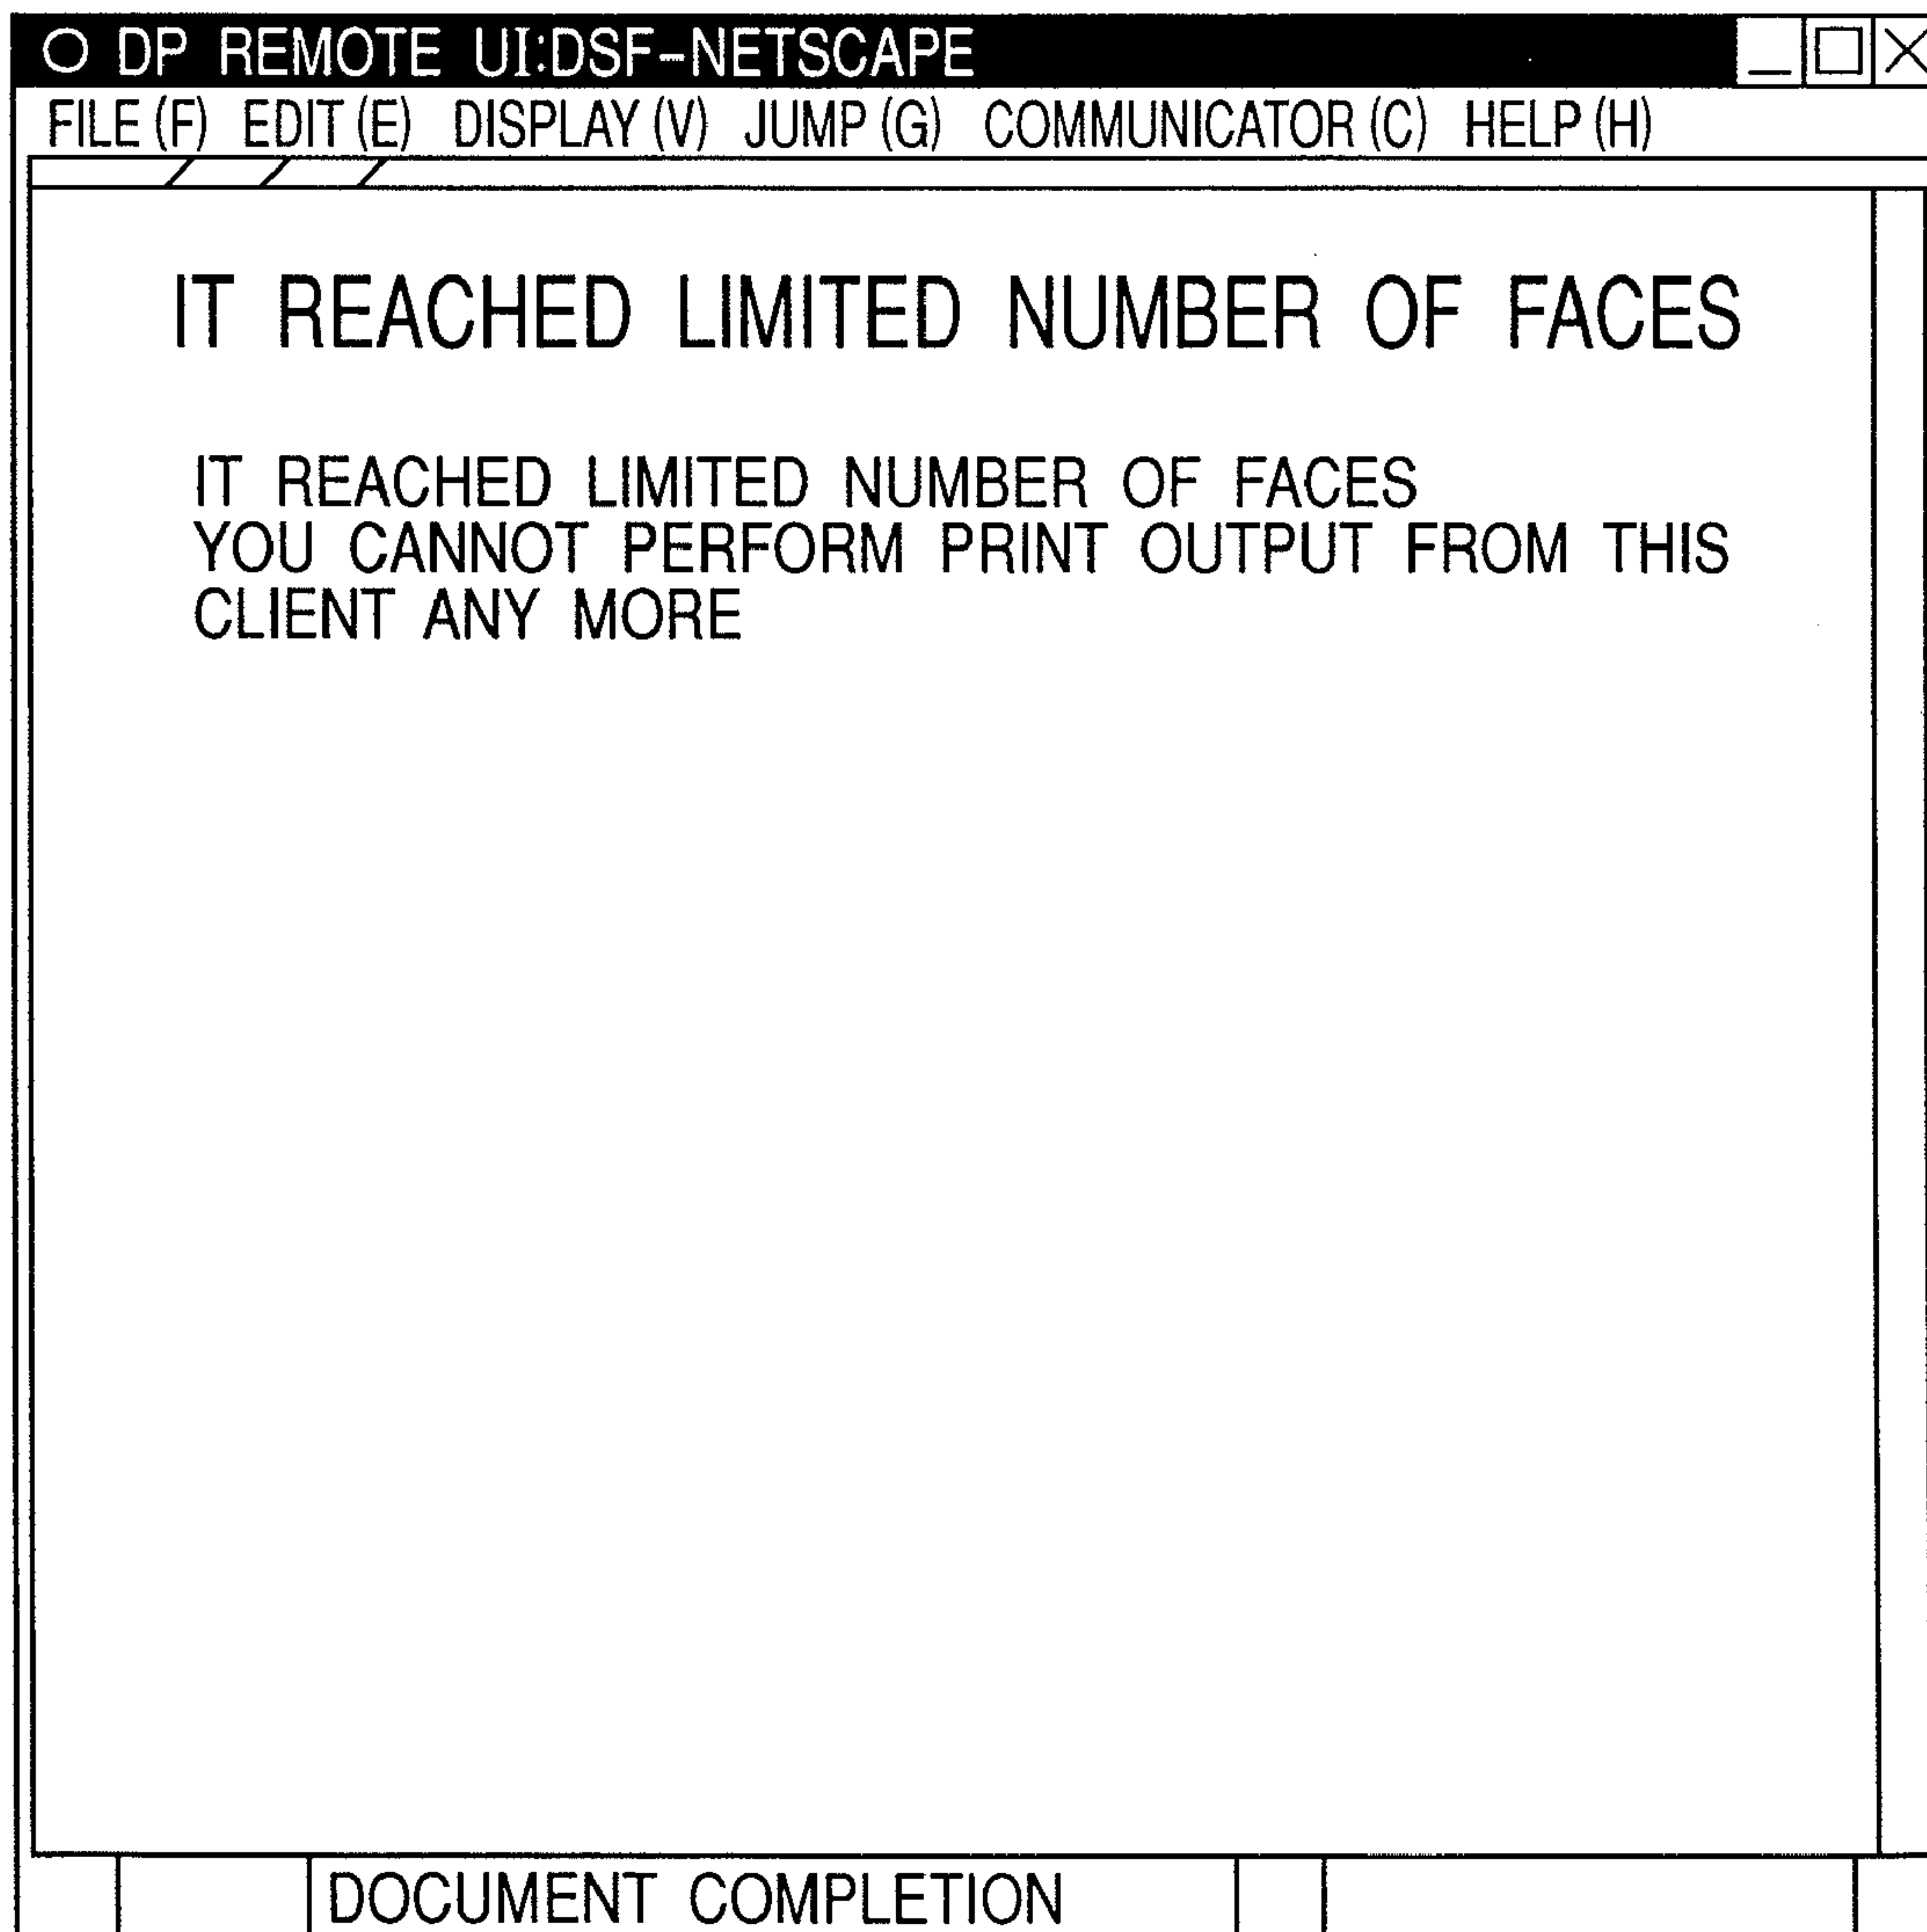 DP REMOTE UI:DSF-NETSCAPE
FILE(F) EDIT(E) DISPLAY(V) JUMP(G) COMMUNICATOR(C) HELP(H)
IT REACHED LIMITED NUMBER OF FACES
IT REACHED LIMITED NUMBER OF FACES
YOU CANNOT PERFORM PRINT OUTPUT FROM THIS
CLIENT ANY MORE
DOCUMENT COMPLETION